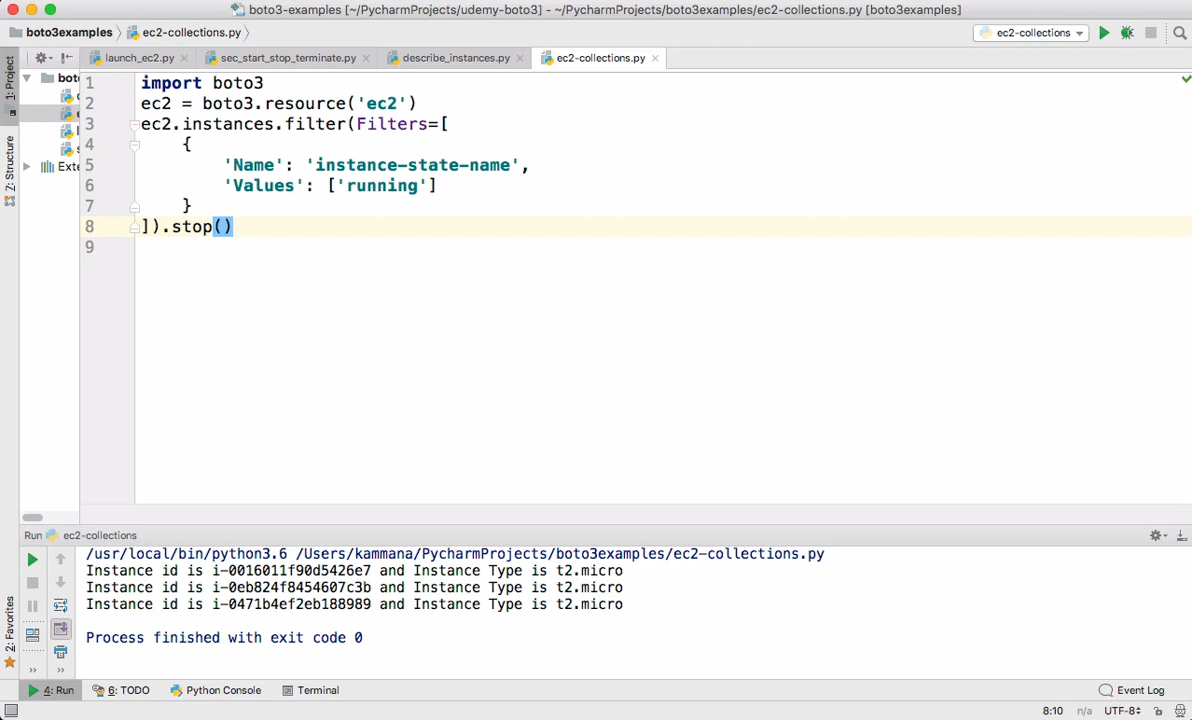 boto3-examples [~/PycharmProjects/udemy-boto3] - ~/PycharmProjects/boto3examples/ec2-collections.py [boto3examples]
boto3examples ec2-collections.py ec2-collections
launch_ec2.py sec_start_stop_terminate.py describe_instances.py ec2-collections.py
1: Project
7: Structure
2: Favorites
Exte
1 import boto3
2 ec2 = boto3.resource('ec2')
3 ec2.instances.filter(Filters=[
4 {
5 'Name': 'instance-state-name',
6 'Values': ['running']
7 }
8 ]).stop()
9
Run ec2-collections
/usr/local/bin/python3.6 /Users/kammana/PycharmProjects/boto3examples/ec2-collections.py
Instance id is i-0016011f90d5426e7 and Instance Type is t2.micro
Instance id is i-0eb824f8454607c3b and Instance Type is t2.micro
Instance id is i-0471b4ef2eb188989 and Instance Type is t2.micro
Process finished with exit code 0
4: Run 6: TODO Python Console Terminal Event Log
8:10 n/a UTF-8